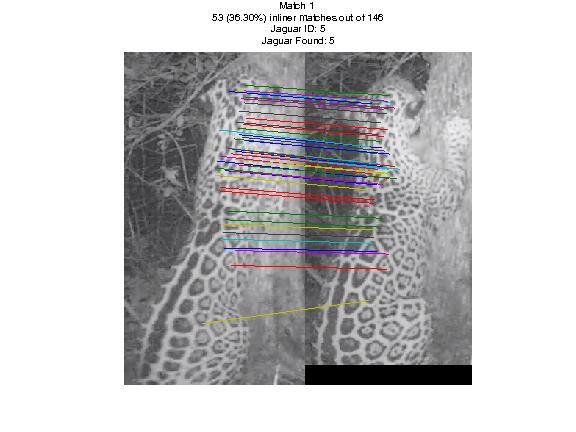 Match 1
53 (36.30%) inliner matches out of 146
Jaguar ID: 5
Jaguar Found: 5